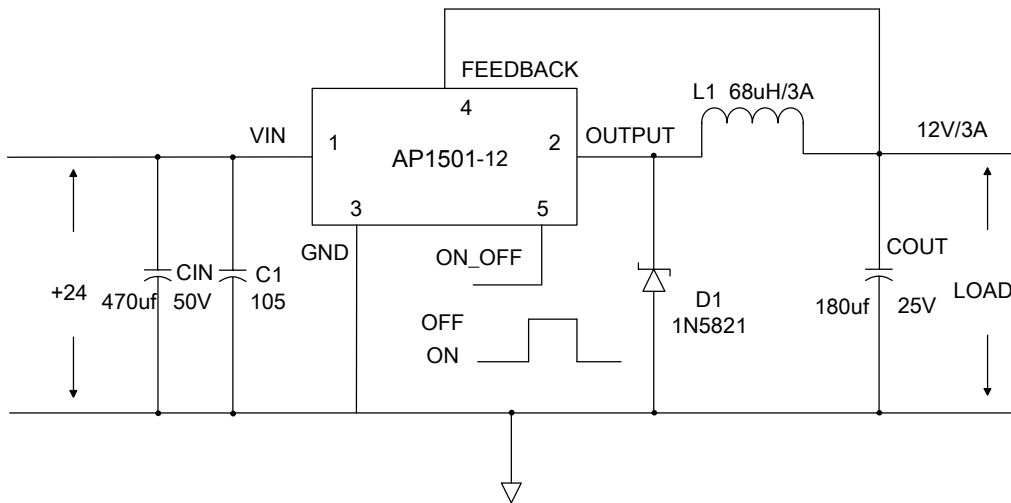 FEEDBACK
4
L1 68uH/3A
VIN
1
AP1501-12
2
OUTPUT
12V/3A
3
5
GND
ON_OFF
COUT
CIN
C1
+24
470uf 50V
105
D1
1N5821
180uf 25V
LOAD
OFF
ON